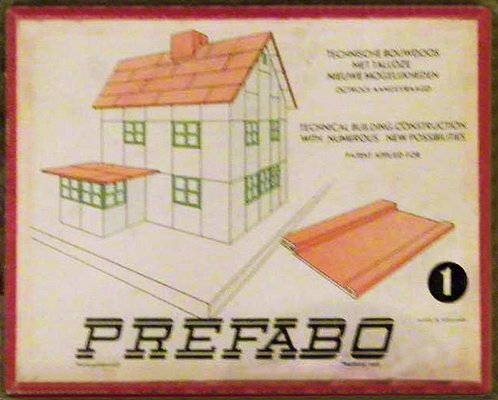 TECHNISCHE BOUWDOOS
MET TALLOZE
NIEUWE MOGELIJKHEDEN
OCTROOI AANGEVRAAGD
TECHNICAL BUILDING CONSTRUCTION
WITH NUMEROUS NEW POSSIBILITIES
PATENT APPLIED FOR
1
PREFABO